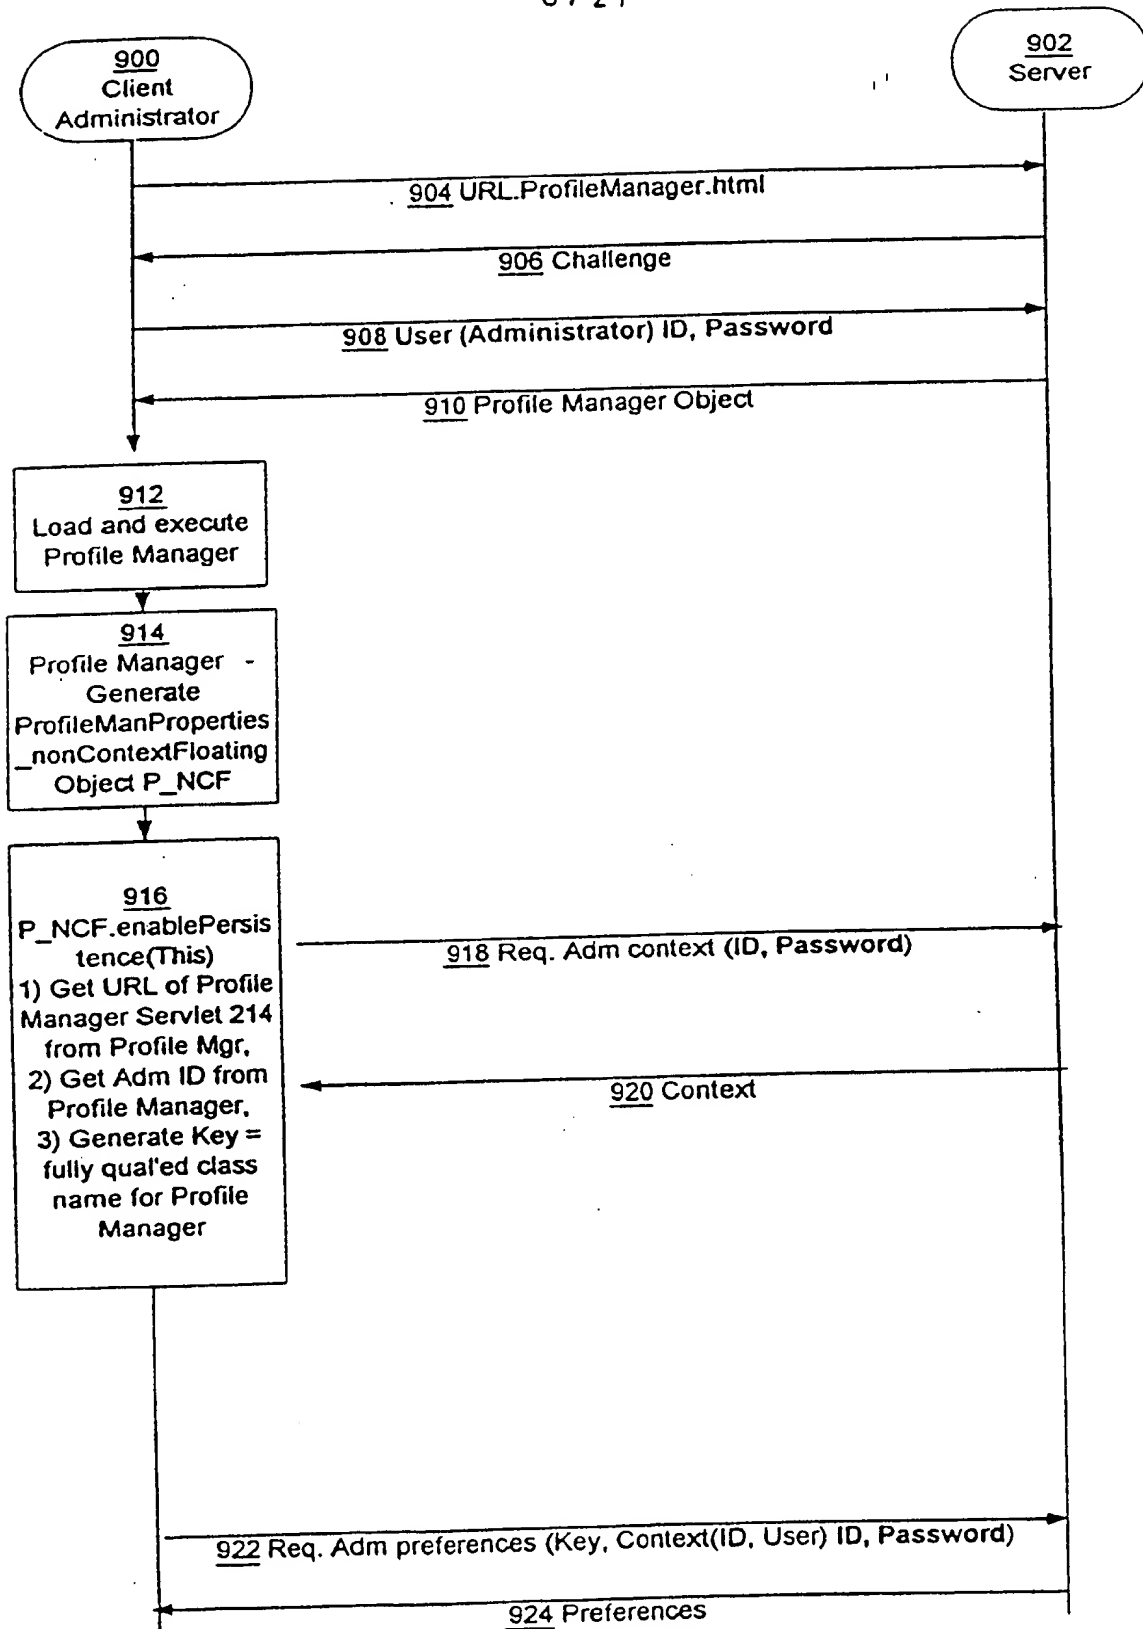 900
Client
Administrator
902
Server
904 URL.ProfileManager.html
906 Challenge
908 User (Administrator) ID, Password
910 Profile Manager Object
912
Load and execute
Profile Manager
914
Profile Manager -
Generate
ProfileManProperties
_nonContextFloating
Object P_NCF
916
P_NCF.enablePersis
tence(This)
1) Get URL of Profile
Manager Servlet 214
from Profile Mgr,
2) Get Adm ID from
Profile Manager,
3) Generate Key =
fully qual'ed class
name for Profile
Manager
918 Req. Adm context (ID, Password)
920 Context
922 Req. Adm preferences (Key, Context(ID, User) ID, Password)
924 Preferences